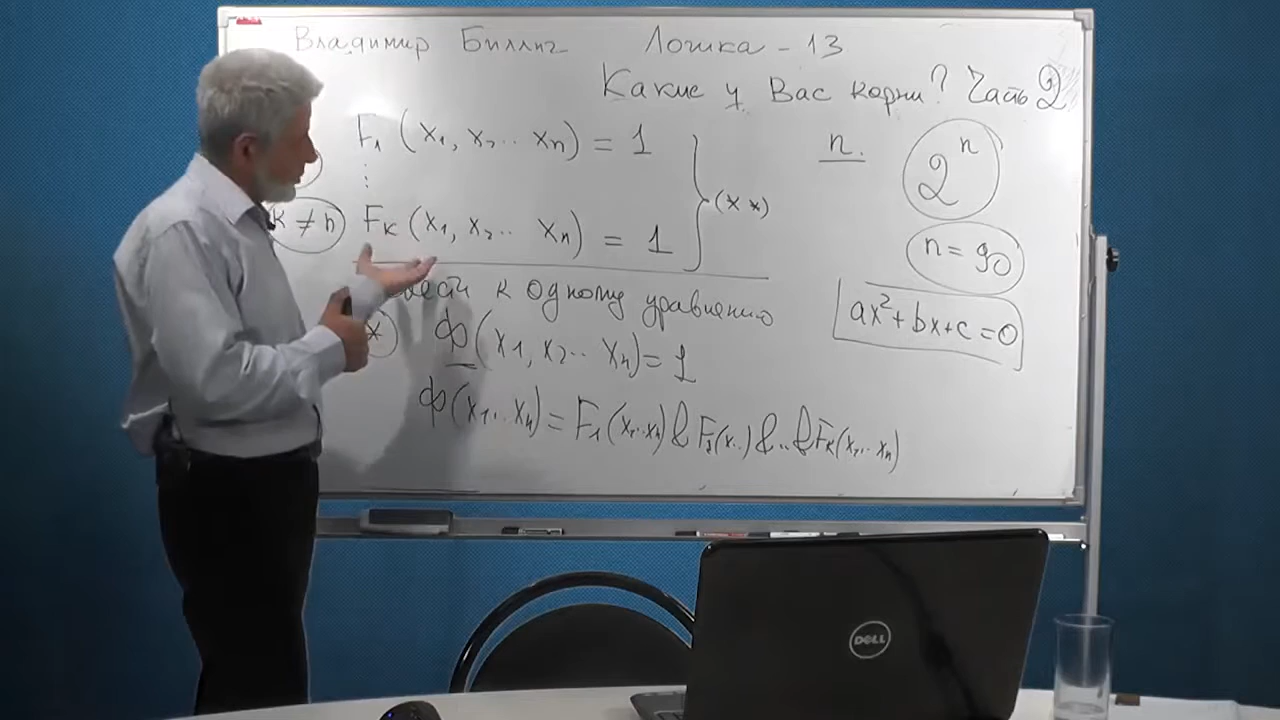 Владимир Биллиг Логика - 13
Какие у Вас корни? Часть 2
F₁ (x₁, x₂.. xₙ) = 1
⋮
k ≠ n Fₖ (x₁, x₂.. xₙ) = 1
(**)
n.
2ⁿ
n = 90
ax² + bx + c = 0
к одному уравнению
Ф(x₁, x₂.. xₙ) = 1
Ф(x₁.. xₙ) = F₁(x₁.. xₙ) & F₂(x..) & .. & Fₖ(x₁.. xₙ)
DELL